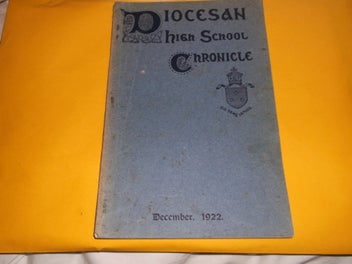 Diocesan
High School
Chronicle
December, 1922.